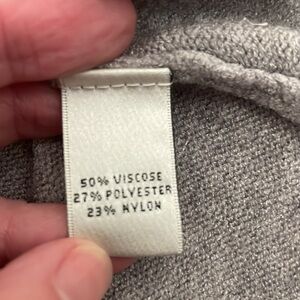 50% VISCOSE
27% POLYESTER
23% NYLON